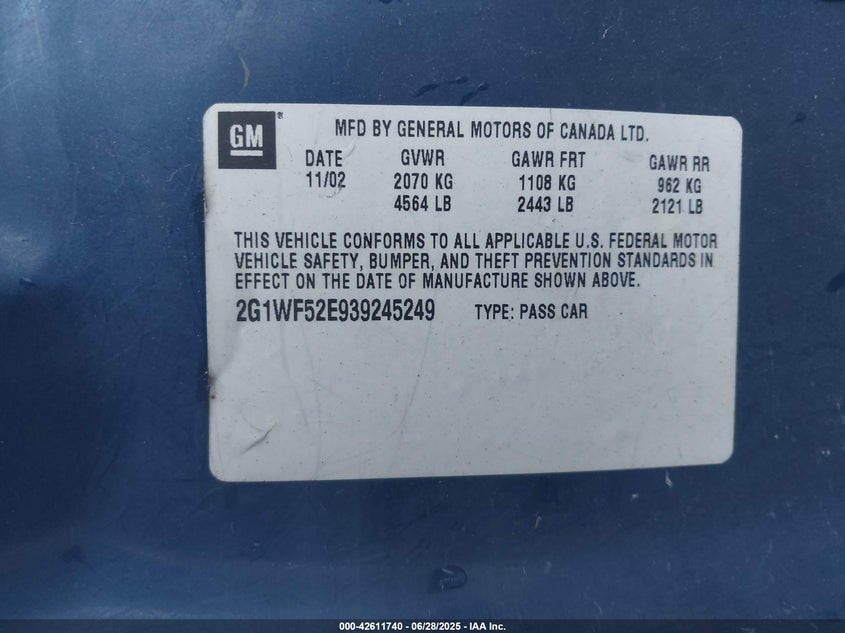 GM ®
MFD BY GENERAL MOTORS OF CANADA LTD.
DATE GVWR GAWR FRT GAWR RR
11/02 2070 KG 1108 KG 962 KG
4564 LB 2443 LB 2121 LB
THIS VEHICLE CONFORMS TO ALL APPLICABLE U.S. FEDERAL MOTOR
VEHICLE SAFETY, BUMPER, AND THEFT PREVENTION STANDARDS IN
EFFECT ON THE DATE OF MANUFACTURE SHOWN ABOVE.
2G1WF52E939245249 TYPE: PASS CAR
000-42611740 - 06/28/2025 - IAA Inc.